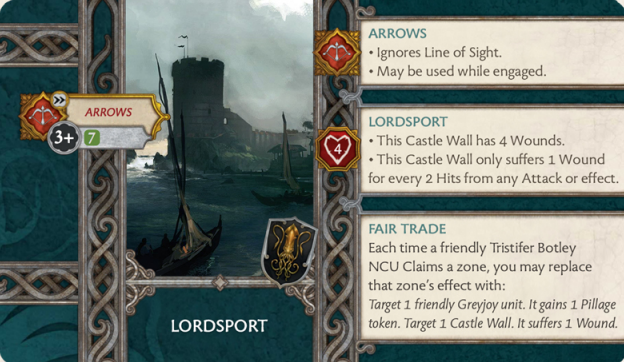 ARROWS
3+
7
LORDSPORT
ARROWS
• Ignores Line of Sight.
• May be used while engaged.
4
LORDSPORT
• This Castle Wall has 4 Wounds.
• This Castle Wall only suffers 1 Wound
for every 2 Hits from any Attack or effect.
FAIR TRADE
Each time a friendly Tristifer Botley
NCU Claims a zone, you may replace
that zone's effect with:
Target 1 friendly Greyjoy unit. It gains 1 Pillage
token. Target 1 Castle Wall. It suffers 1 Wound.